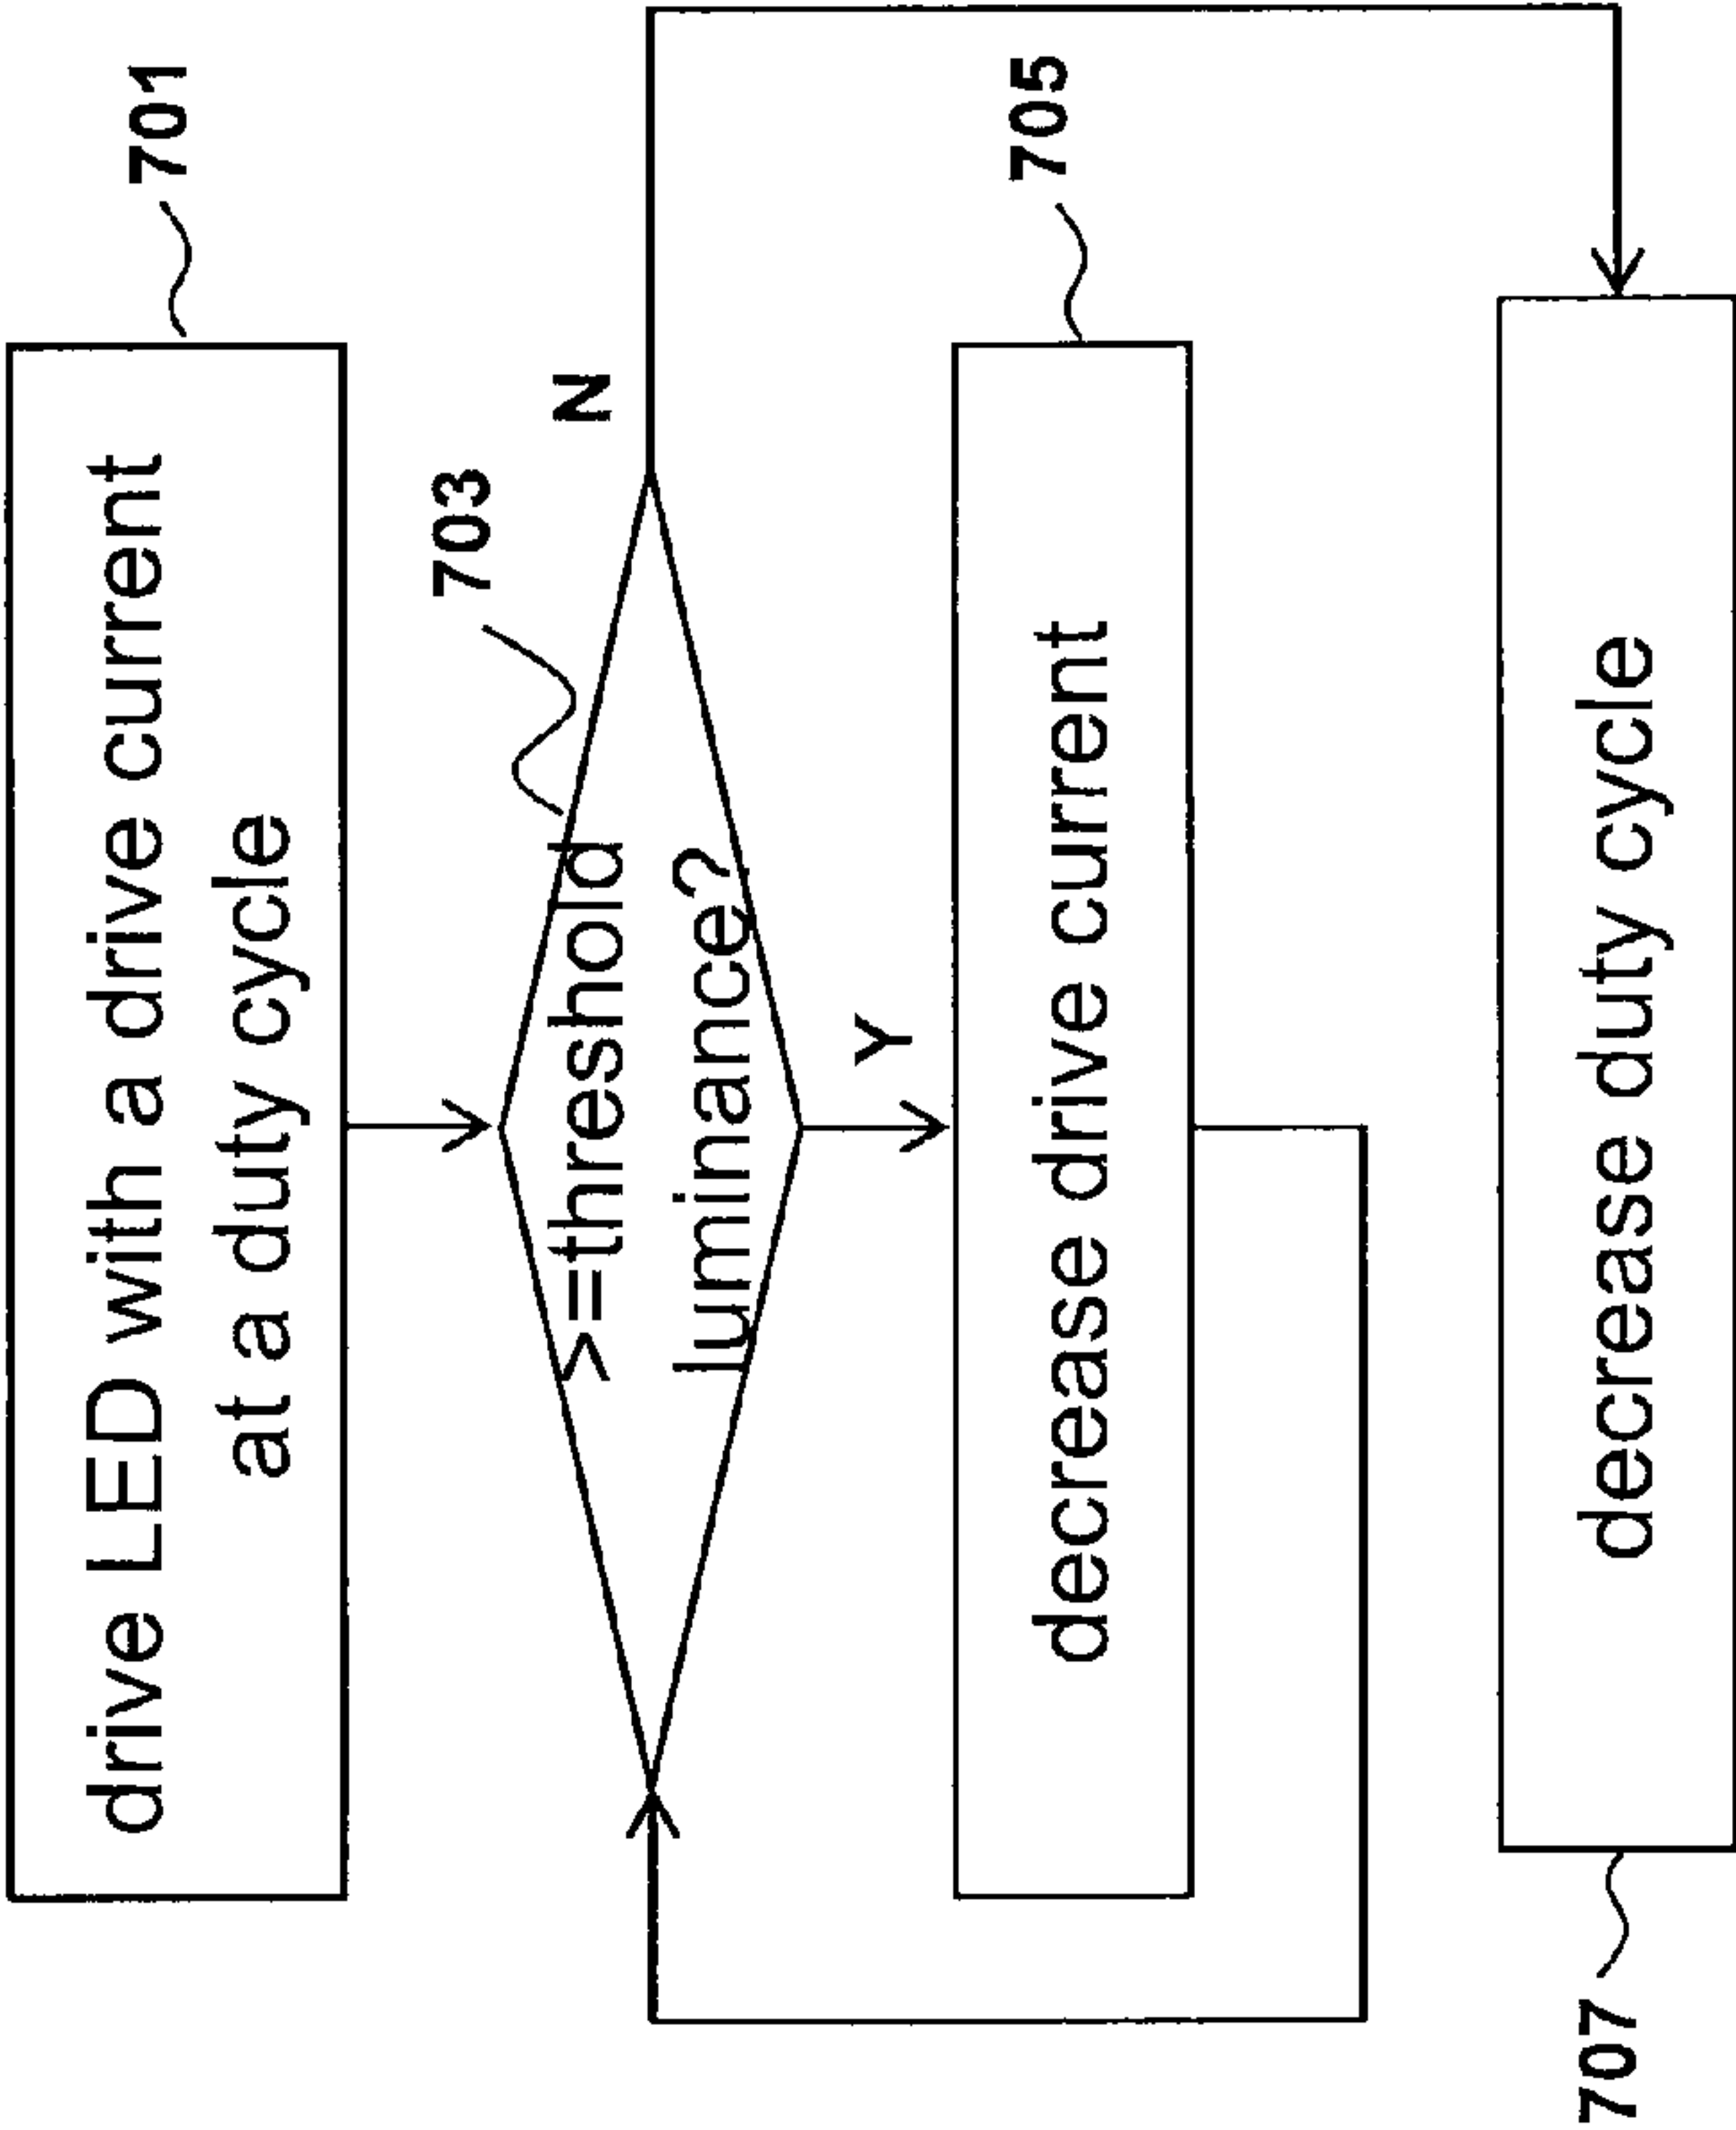 701
drive LED with a drive current
at a duty cycle
703
N
>=threshold
luminance?
Y
705
decrease drive current
decrease duty cycle
707